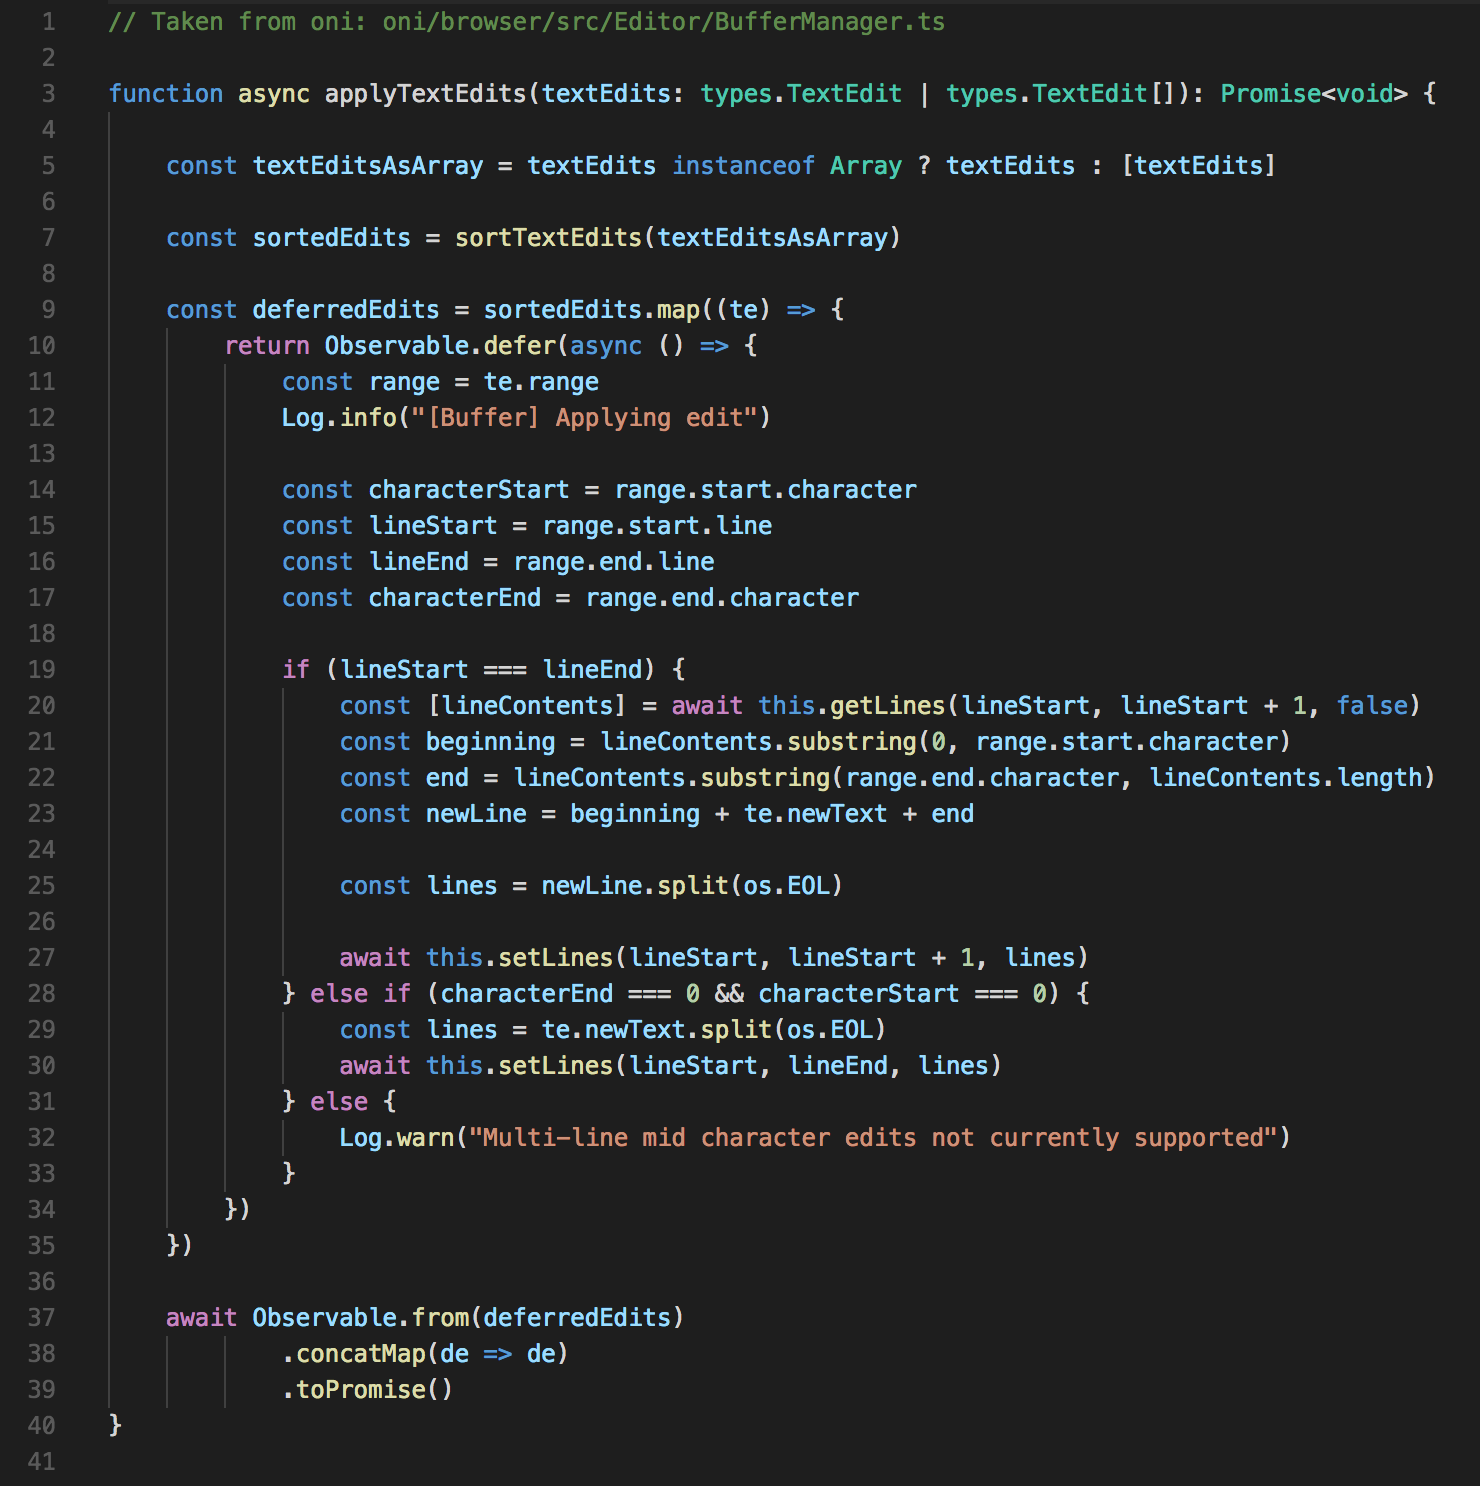 1 // Taken from oni: oni/browser/src/Editor/BufferManager.ts
2
3 function async applyTextEdits(textEdits: types.TextEdit | types.TextEdit[]): Promise<void> {
4
5     const textEditsAsArray = textEdits instanceof Array ? textEdits : [textEdits]
6
7     const sortedEdits = sortTextEdits(textEditsAsArray)
8
9     const deferredEdits = sortedEdits.map((te) => {
10         return Observable.defer(async () => {
11             const range = te.range
12             Log.info("[Buffer] Applying edit")
13
14             const characterStart = range.start.character
15             const lineStart = range.start.line
16             const lineEnd = range.end.line
17             const characterEnd = range.end.character
18
19             if (lineStart === lineEnd) {
20                 const [lineContents] = await this.getLines(lineStart, lineStart + 1, false)
21                 const beginning = lineContents.substring(0, range.start.character)
22                 const end = lineContents.substring(range.end.character, lineContents.length)
23                 const newLine = beginning + te.newText + end
24
25                 const lines = newLine.split(os.EOL)
26
27                 await this.setLines(lineStart, lineStart + 1, lines)
28             } else if (characterEnd === 0 && characterStart === 0) {
29                 const lines = te.newText.split(os.EOL)
30                 await this.setLines(lineStart, lineEnd, lines)
31             } else {
32                 Log.warn("Multi-line mid character edits not currently supported")
33             }
34         })
35     })
36
37     await Observable.from(deferredEdits)
38             .concatMap(de => de)
39             .toPromise()
40 }
41